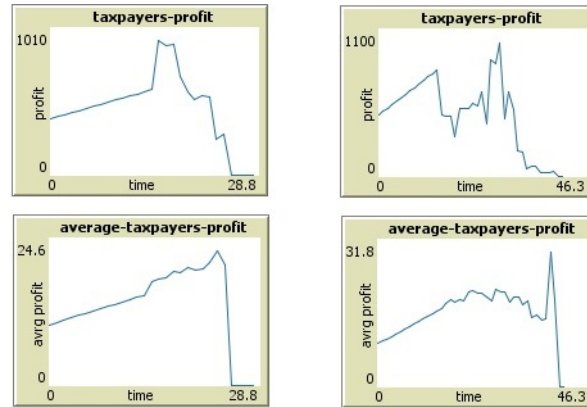 taxpayers-profit
1010
profit
0
0 time 28.8
taxpayers-profit
1100
profit
0
0 time 46.3
average-taxpayers-profit
24.6
avrg profit
0
0 time 28.8
average-taxpayers-profit
31.8
avrg profit
0
0 time 46.3